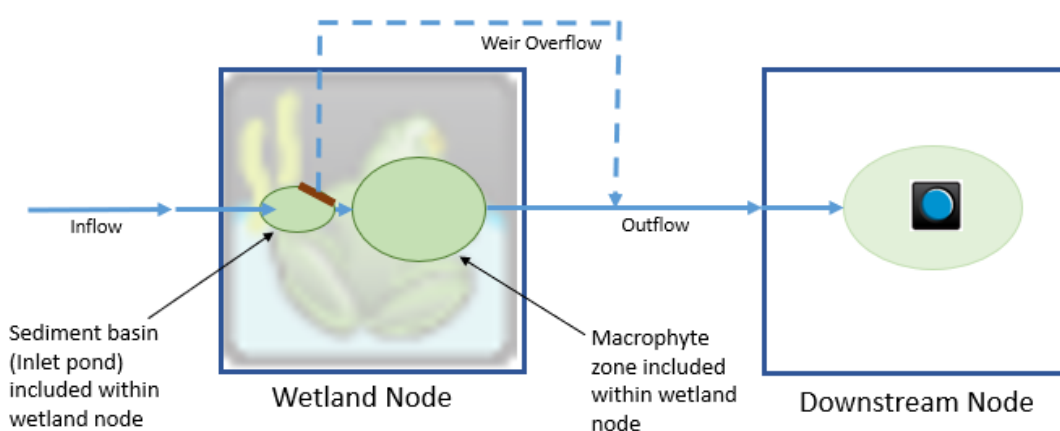 Weir Overflow
Inflow
Outflow
Sediment basin
(Inlet pond)
included within
wetland node
Wetland Node
Macrophyte
zone included
within wetland
node
Downstream Node